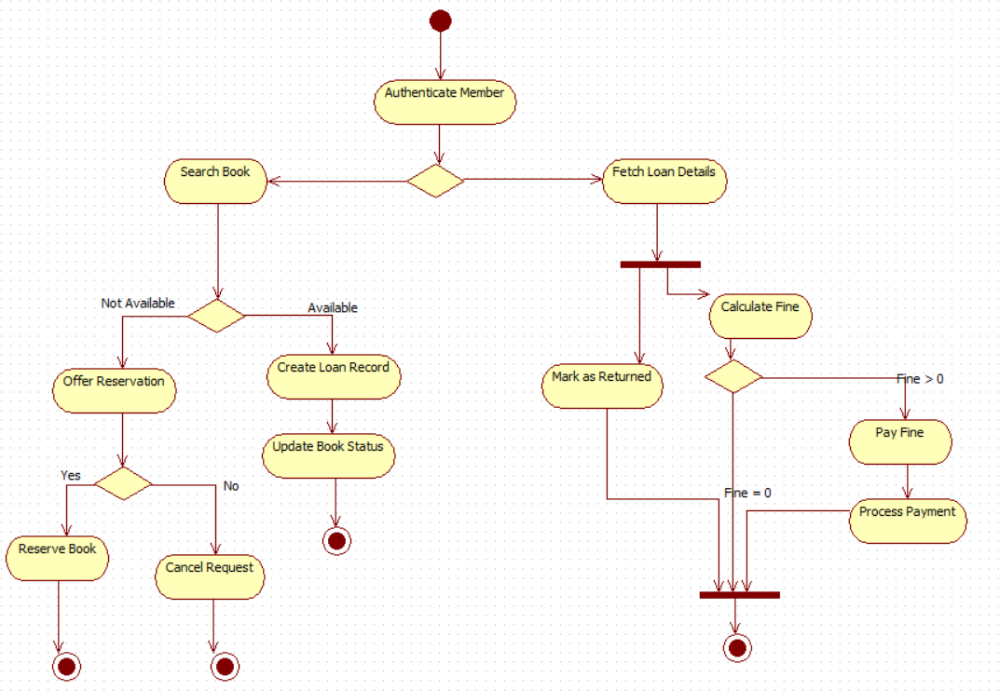 Authenticate Member
Search Book
Fetch Loan Details
Not Available
Available
Calculate Fine
Offer Reservation
Create Loan Record
Mark as Returned
Fine > 0
Update Book Status
Pay Fine
Yes
No
Fine = 0
Process Payment
Reserve Book
Cancel Request